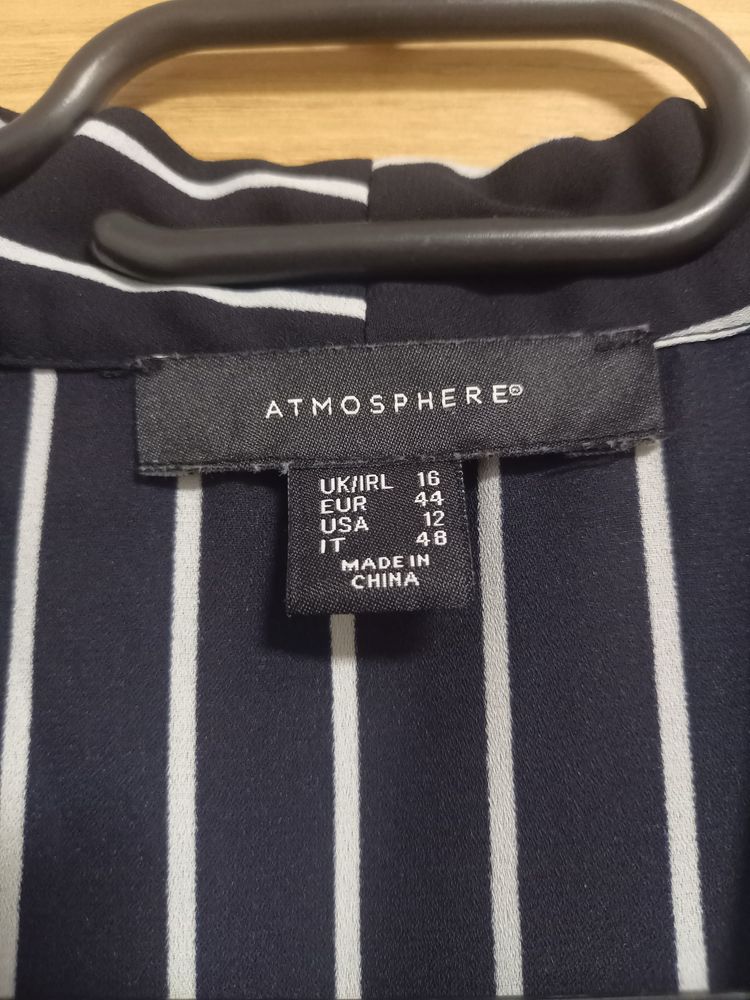 ATMOSPHERE®
UK/IRL 16
EUR 44
USA 12
IT 48
MADE IN
CHINA